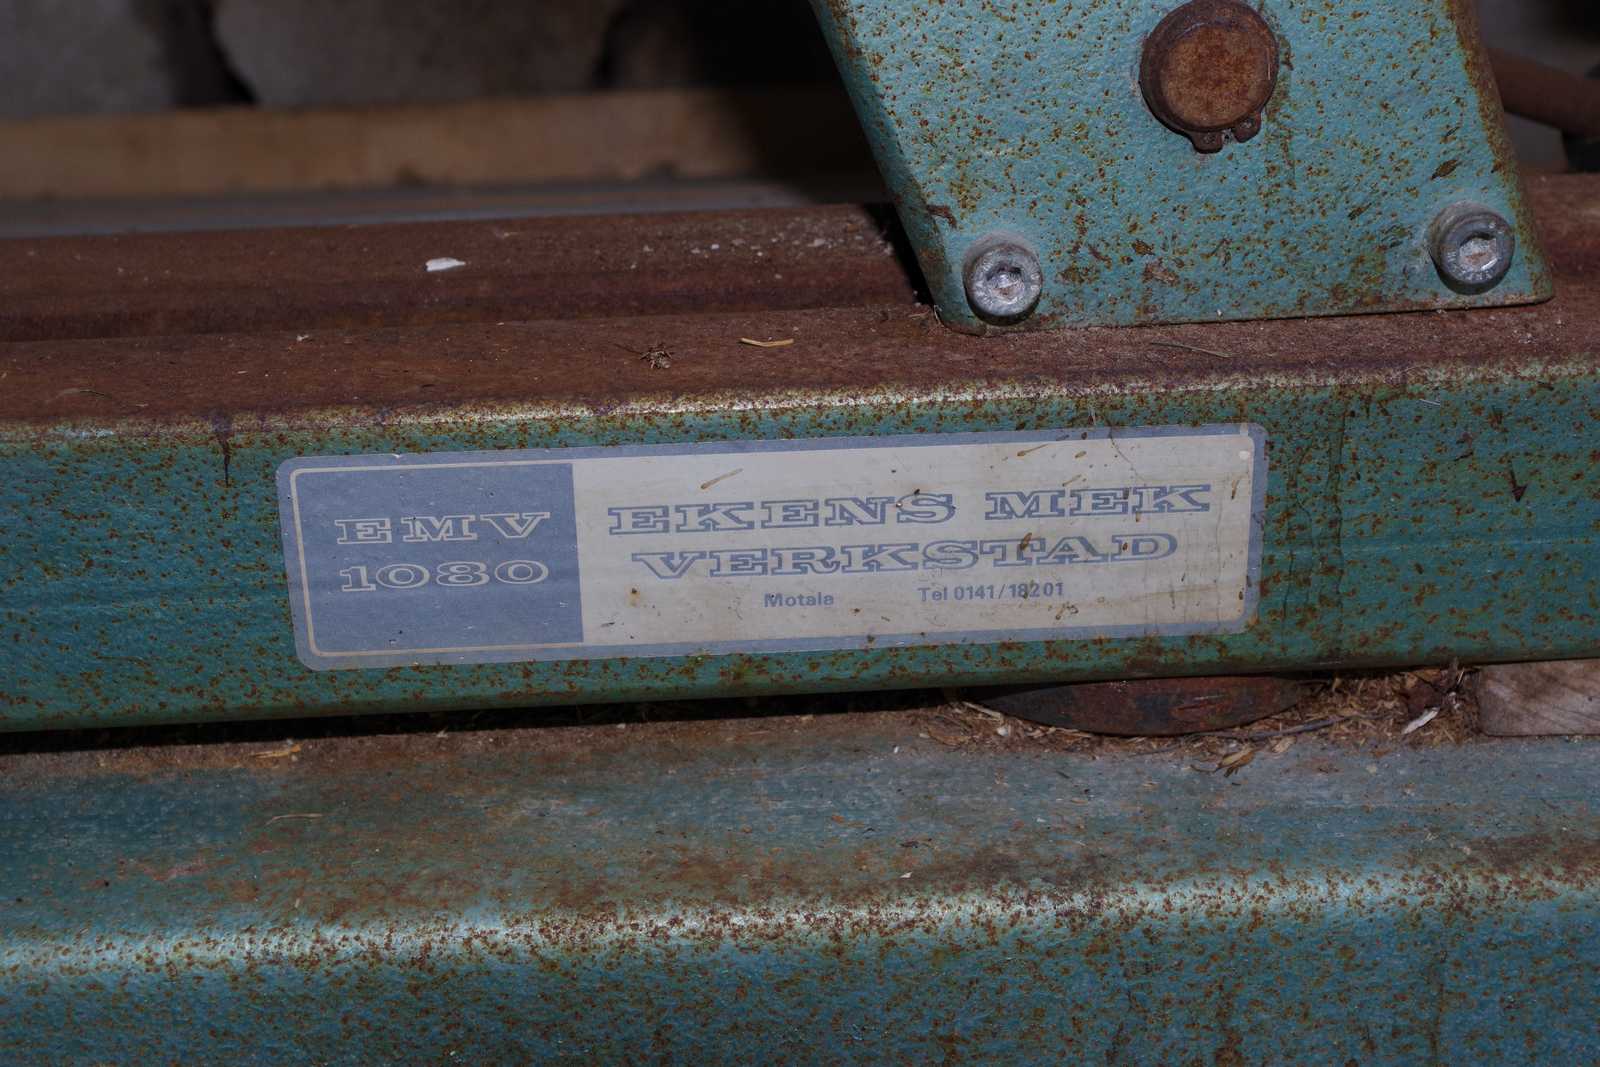 EMV
1080
EKENS MEK
VERKSTAD
Motala Tel 0141/18201